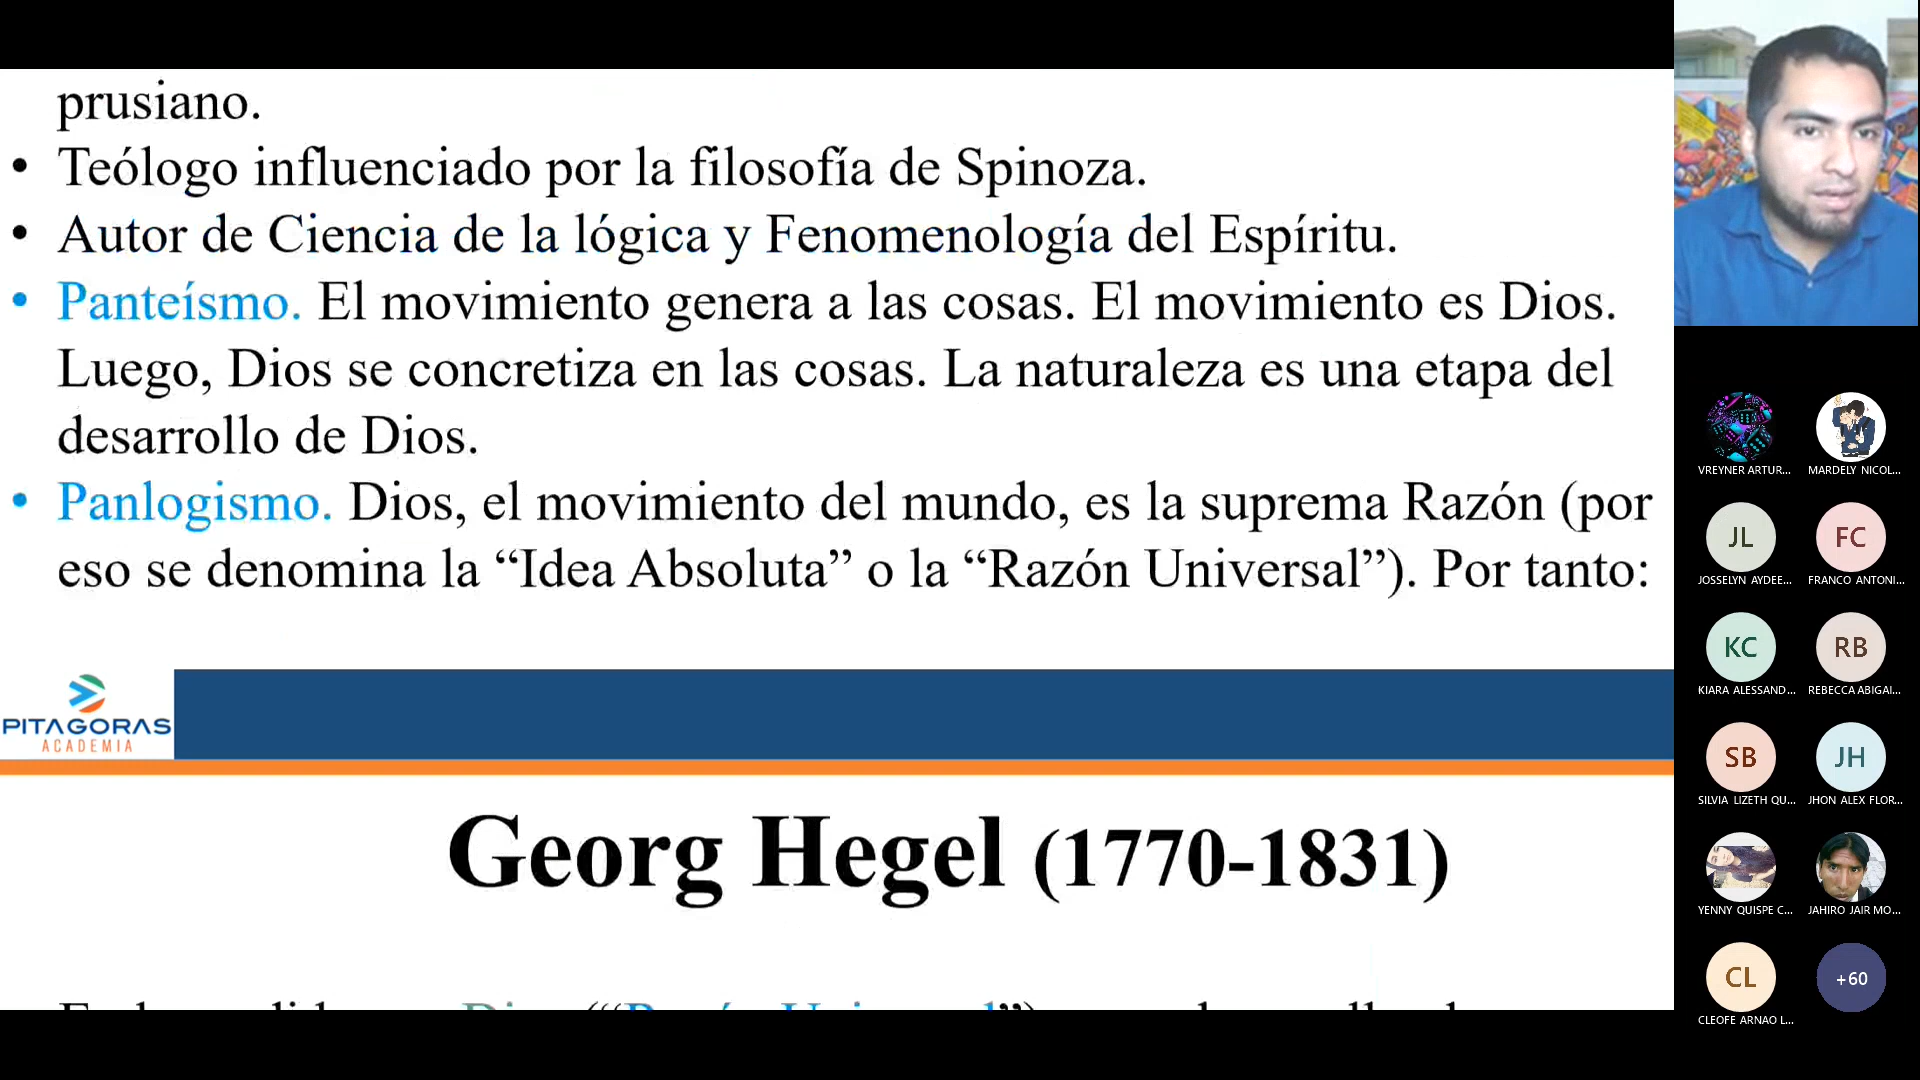 prusiano.
• Teólogo influenciado por la filosofía de Spinoza.
• Autor de Ciencia de la lógica y Fenomenología del Espíritu.
• Panteísmo. El movimiento genera a las cosas. El movimiento es Dios.
Luego, Dios se concretiza en las cosas. La naturaleza es una etapa del
desarrollo de Dios.
• Panlogismo. Dios, el movimiento del mundo, es la suprema Razón (por
eso se denomina la “Idea Absoluta” o la “Razón Universal”). Por tanto:
PITAGORAS
ACADEMIA
Georg Hegel (1770-1831)
VREYNER ARTUR...
MARDELY NICOL...
JL
FC
JOSSELYN AYDEE...
FRANCO ANTONI...
KC
RB
KIARA ALESSAND...
REBECCA ABIGAI...
SB
JH
SILVIA LIZETH QU...
JHON ALEX FLOR...
YENNY QUISPE C...
JAHIRO JAIR MO...
CL
+60
CLEOFE ARNAO L...